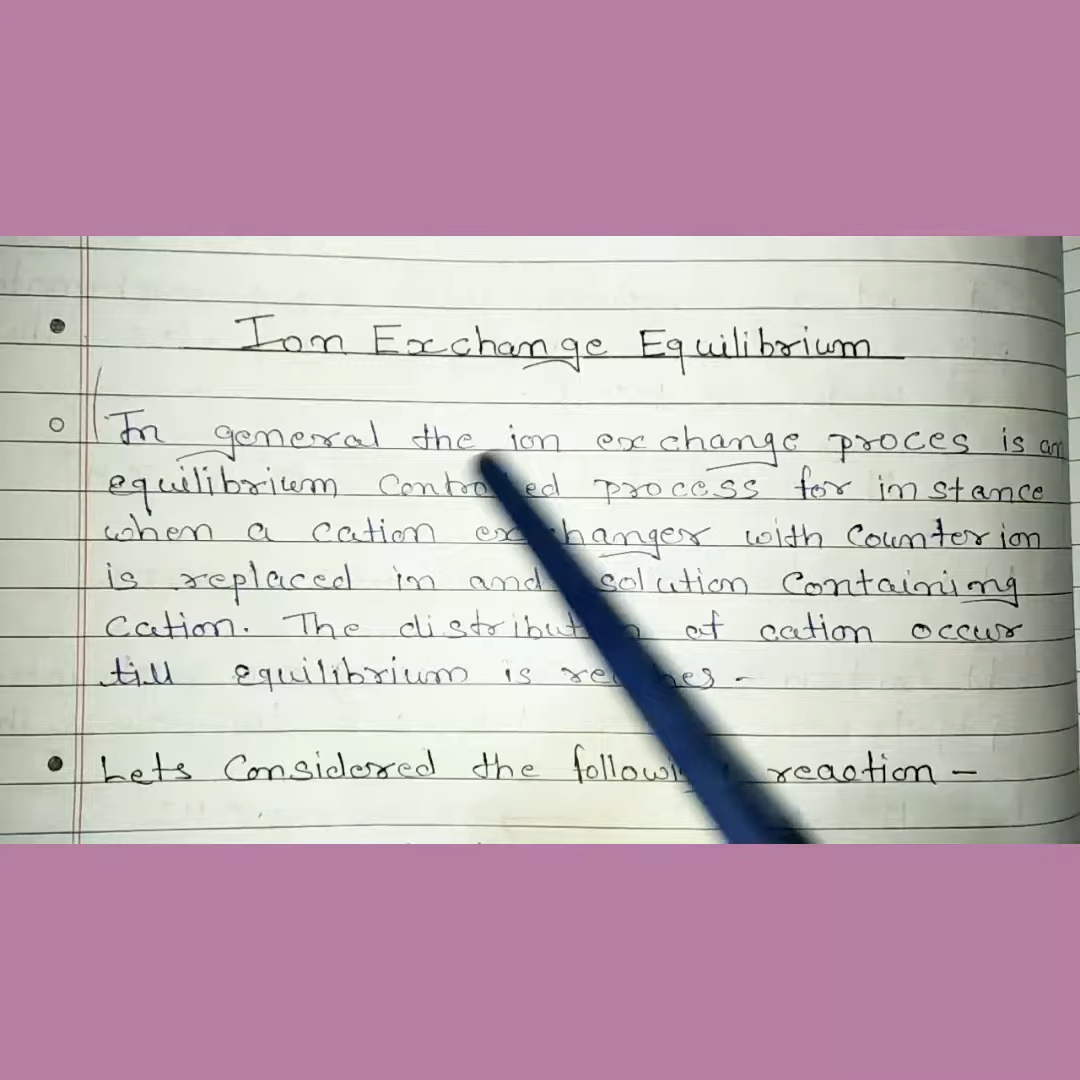 Ion Exchange Equilibrium
In general the ion exchange proces is an
equilibrium process for instance
when a cation with Counter ion
is replaced in and solution Containing
Cation. The of cation occur
till equilibrium is
Lets Considered the reaction -